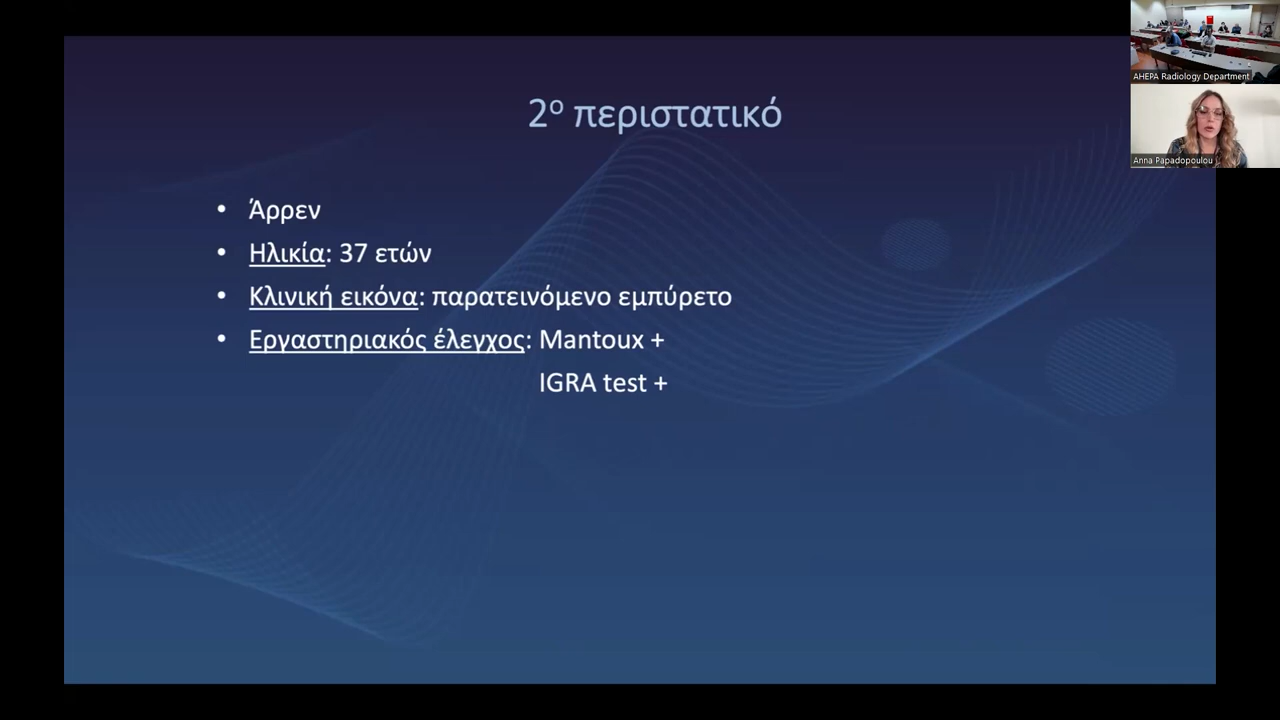 2ο περιστατικό
• Άρρεν
• Ηλικία: 37 ετών
• Κλινική εικόνα: παρατεινόμενο εμπύρετο
• Εργαστηριακός έλεγχος: Mantoux +
IGRA test +
AHEPA Radiology Department
Anna Papadopoulou